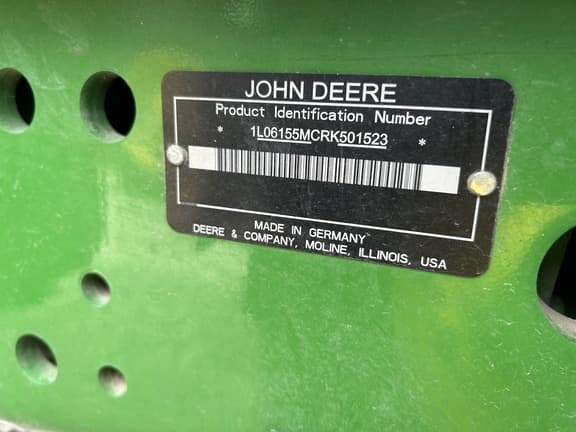 JOHN DEERE
Product Identification Number
* 1L06155MCRK501523 *
MADE IN GERMANY
DEERE & COMPANY, MOLINE, ILLINOIS, USA